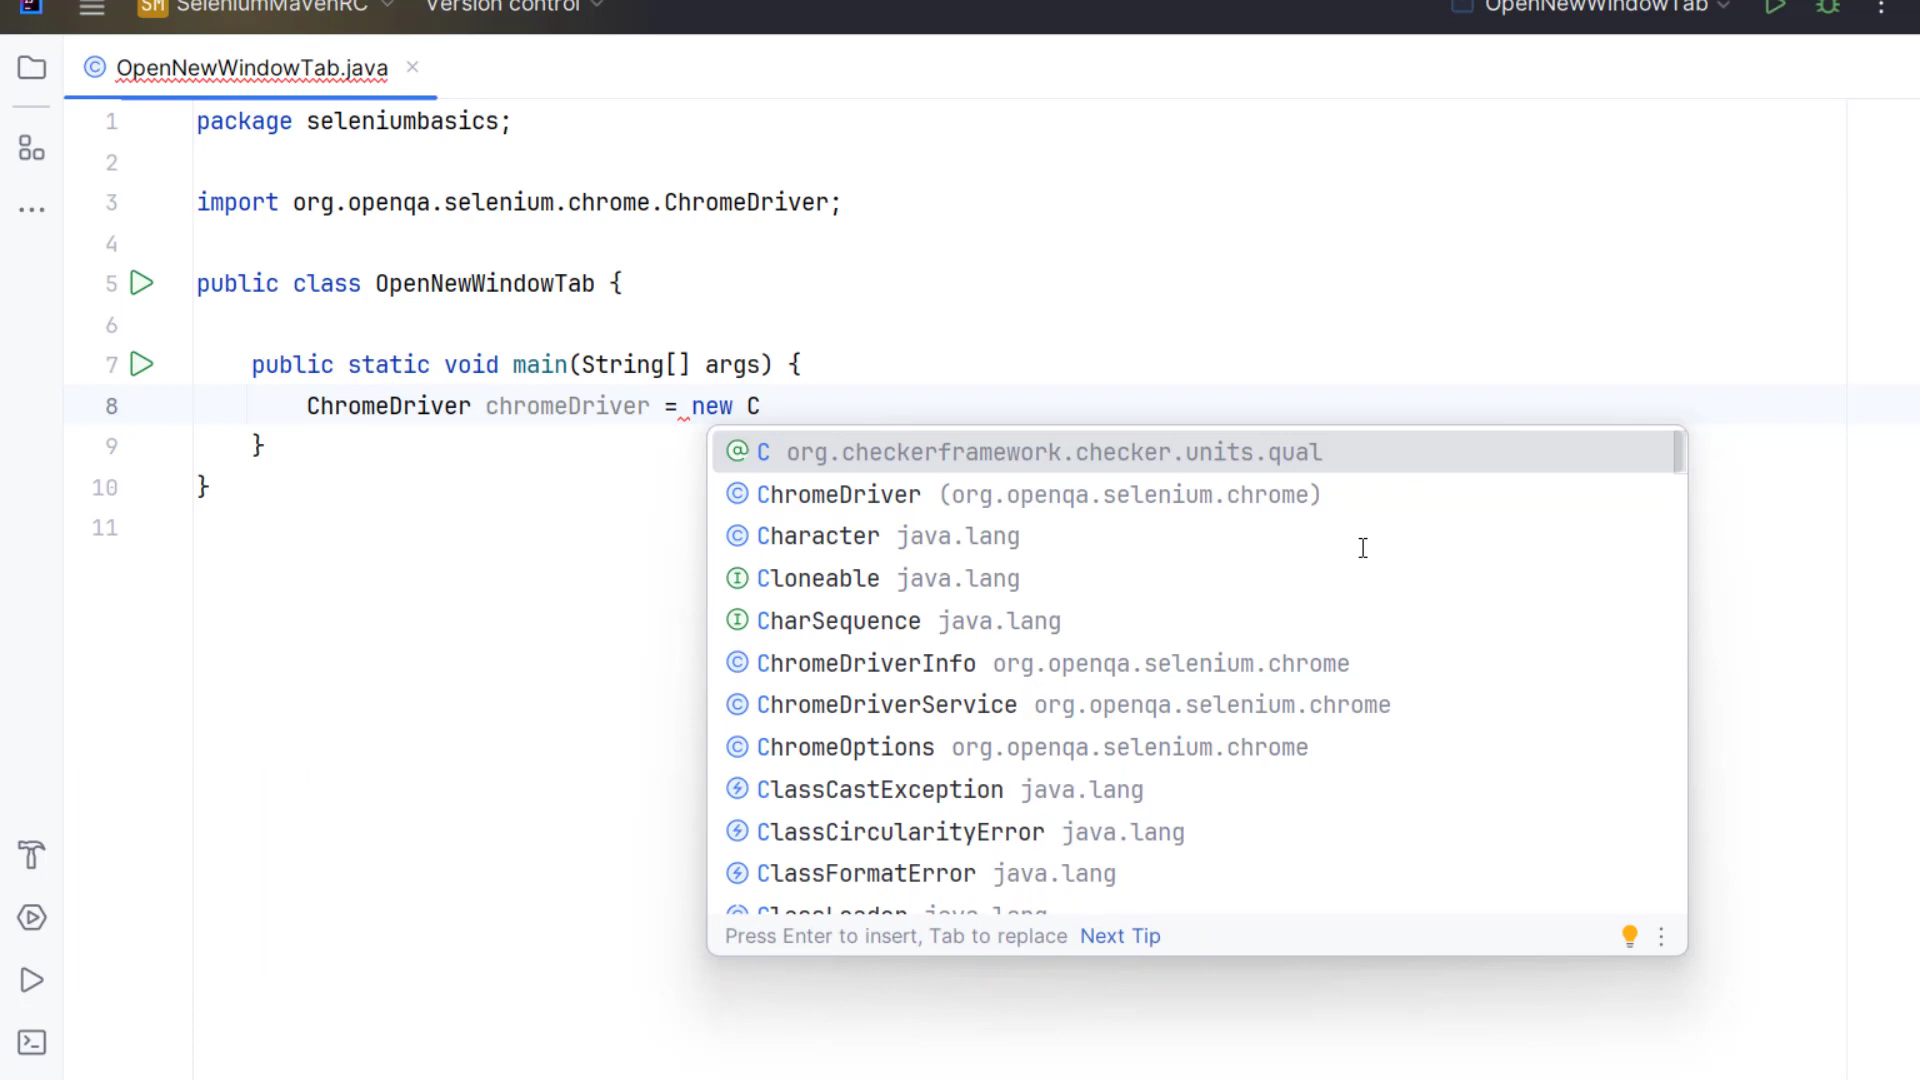 SM SeleniumMavenRC Version control OpenNewWindowTab
OpenNewWindowTab.java
1 package seleniumbasics;
2
3 import org.openqa.selenium.chrome.ChromeDriver;
4
5 public class OpenNewWindowTab {
6
7 public static void main(String[] args) {
8 ChromeDriver chromeDriver = new C
9 }
10 }
11
C org.checkerframework.checker.units.qual
ChromeDriver (org.openqa.selenium.chrome)
Character java.lang
Cloneable java.lang
CharSequence java.lang
ChromeDriverInfo org.openqa.selenium.chrome
ChromeDriverService org.openqa.selenium.chrome
ChromeOptions org.openqa.selenium.chrome
ClassCastException java.lang
ClassCircularityError java.lang
ClassFormatError java.lang
ClassLoader java.lang
Press Enter to insert, Tab to replace Next Tip